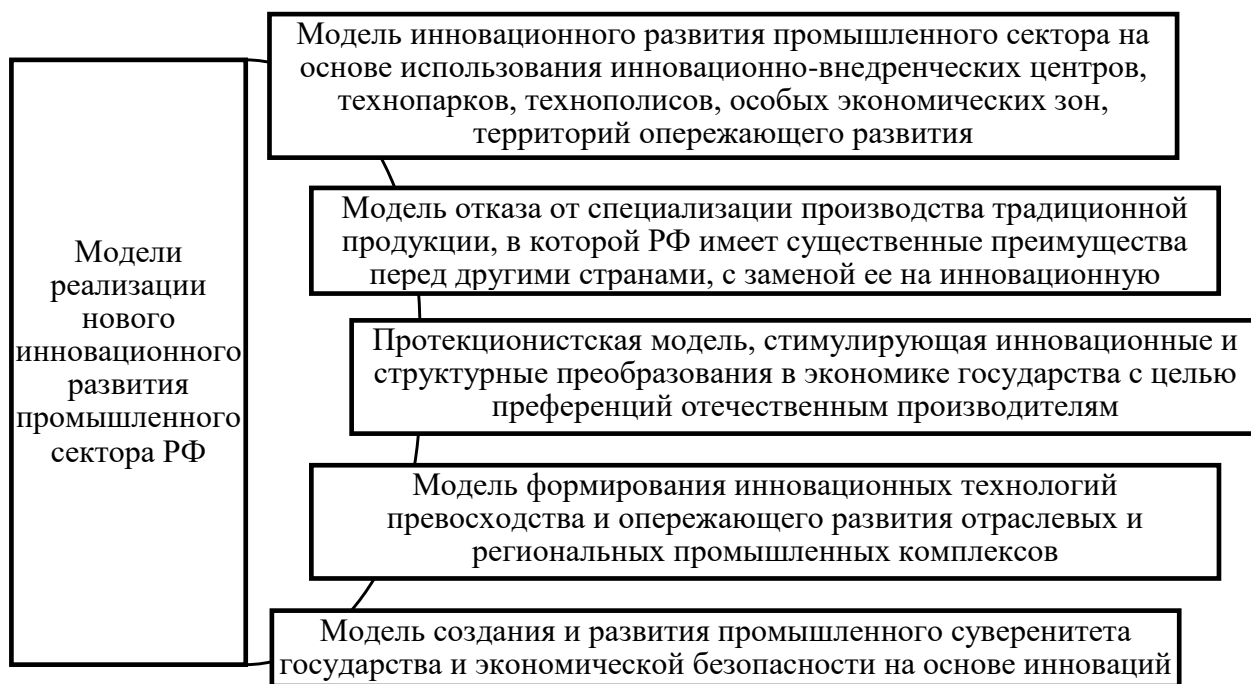 Модели
реализации
нового
инновационного
развития
промышленного
сектора РФ
Модель инновационного развития промышленного сектора на
основе использования инновационно-внедренческих центров,
технопарков, технополисов, особых экономических зон,
территорий опережающего развития
Модель отказа от специализации производства традиционной
продукции, в которой РФ имеет существенные преимущества
перед другими странами, с заменой ее на инновационную
Протекционистская модель, стимулирующая инновационные и
структурные преобразования в экономике государства с целью
преференций отечественным производителям
Модель формирования инновационных технологий
превосходства и опережающего развития отраслевых и
региональных промышленных комплексов
Модель создания и развития промышленного суверенитета
государства и экономической безопасности на основе инноваций